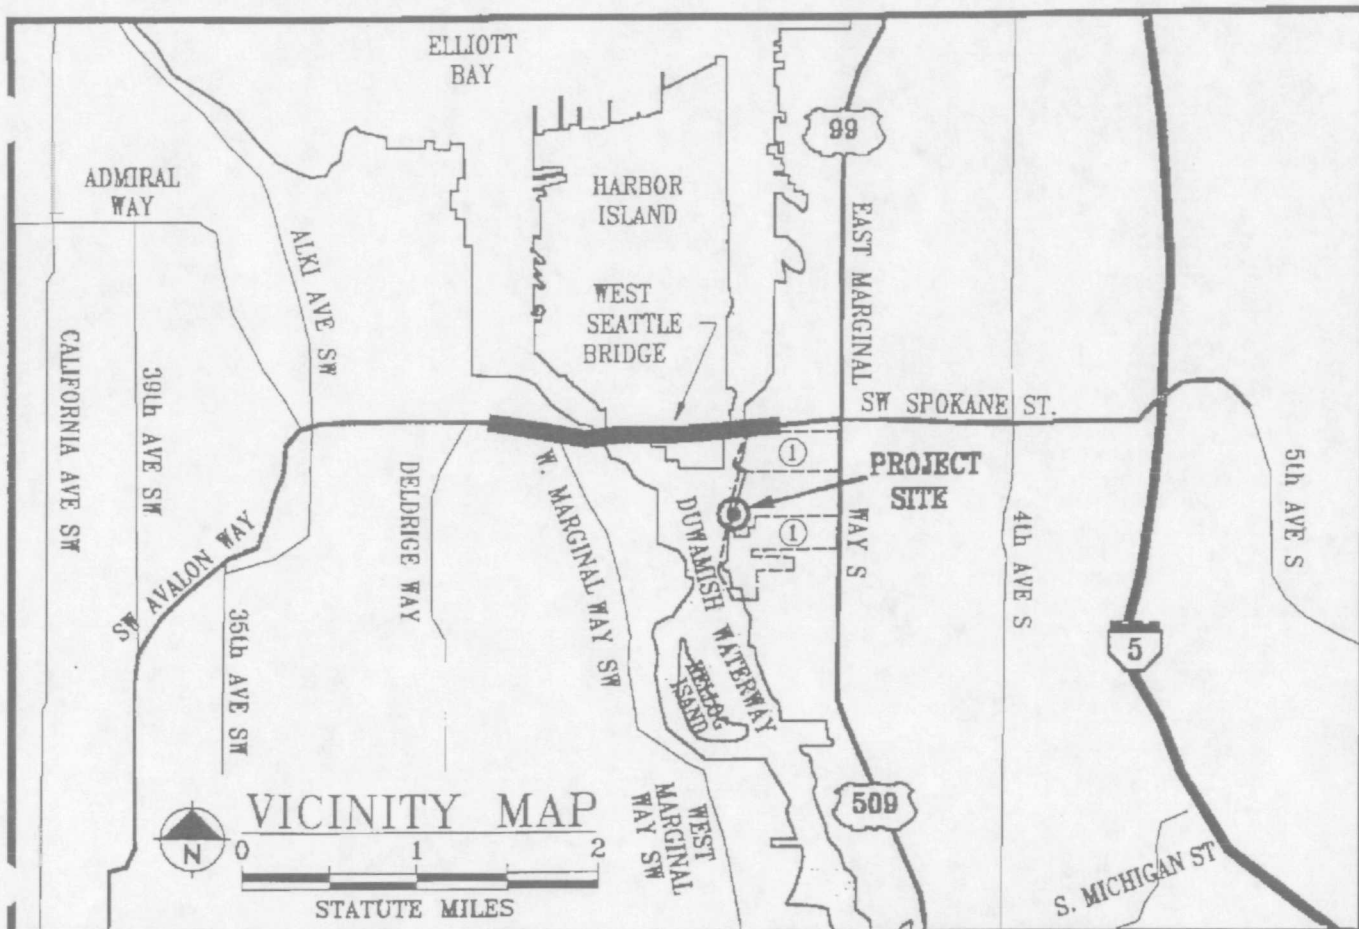 ELLIOTT
BAY
99
ADMIRAL
WAY
HARBOR
ISLAND
ALKI AVE SW
EAST MARGINAL
WEST
SEATTLE
BRIDGE
CALIFORNIA AVE SW
39th AVE SW
SW SPOKANE ST.
1
PROJECT
SITE
5th AVE S
DELDRIGE WAY
W. MARGINAL WAY SW
DUWAMISH WATERWAY
1
WAY S
4th AVE S
SW AVALON WAY
35th AVE SW
KELLOG
ISLAND
5
VICINITY MAP
N
0 1 2
STATUTE MILES
WEST
MARGINAL
WAY SW
509
S. MICHIGAN ST